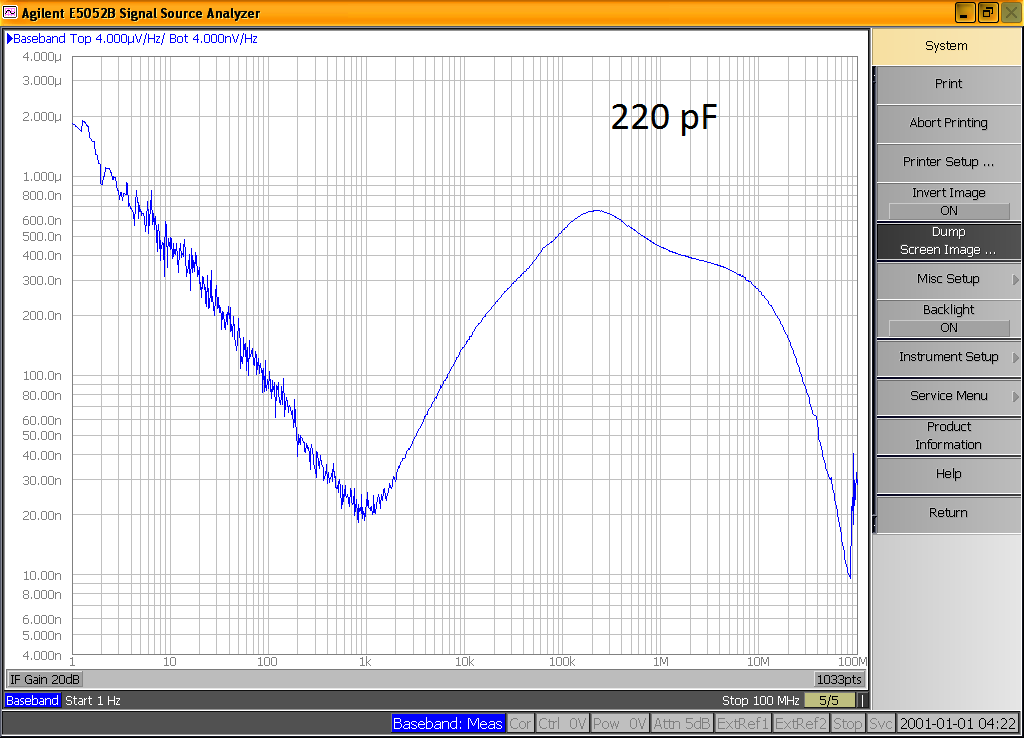 Agilent E5052B Signal Source Analyzer
Baseband Top 4.000µV/Hz/ Bot 4.000nV/Hz
4.000µ
3.000µ
2.000µ
1.000µ
800.0n
600.0n
500.0n
400.0n
300.0n
200.0n
100.0n
80.00n
60.00n
50.00n
40.00n
30.00n
20.00n
10.00n
8.000n
6.000n
5.000n
4.000n
220 pF
1 10 100 1k 10k 100k 1M 10M 100M
IF Gain 20dB 1033pts
Baseband Start 1 Hz Stop 100 MHz 5/5
System
Print
Abort Printing
Printer Setup ...
Invert Image
ON
Dump
Screen Image ...
Misc Setup
Backlight
ON
Instrument Setup
Service Menu
Product
Information
Help
Return
Baseband: Meas Cor Ctrl 0V Pow 0V Attn 5dB ExtRef1 ExtRef2 Stop Svc 2001-01-01 04:22